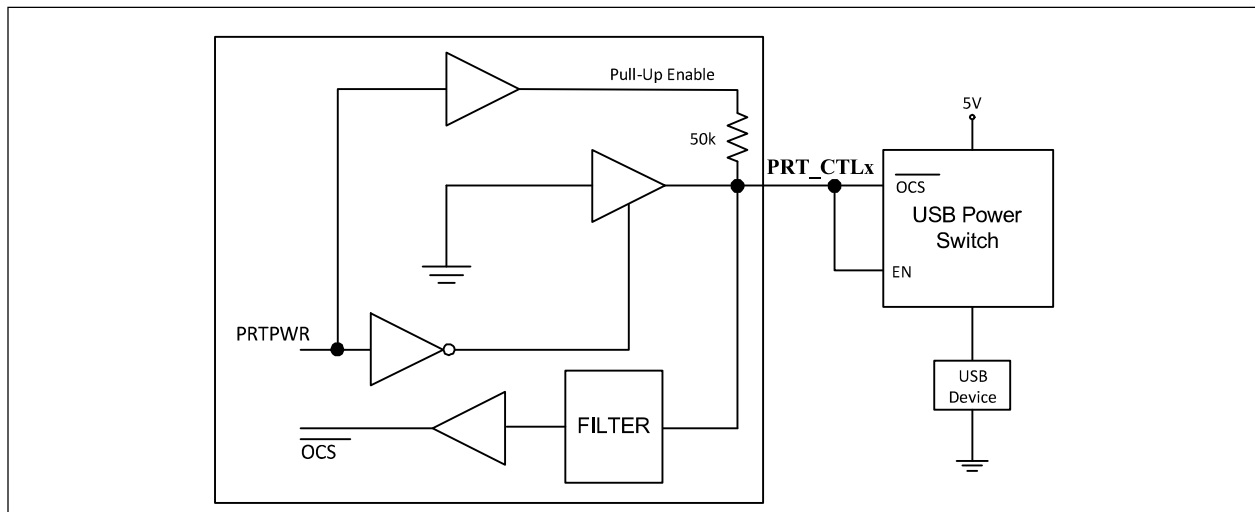 Pull-Up Enable
5V
50k
PRT_CTLx
OCS
USB Power
Switch
EN
PRTPWR
USB
Device
FILTER
OCS